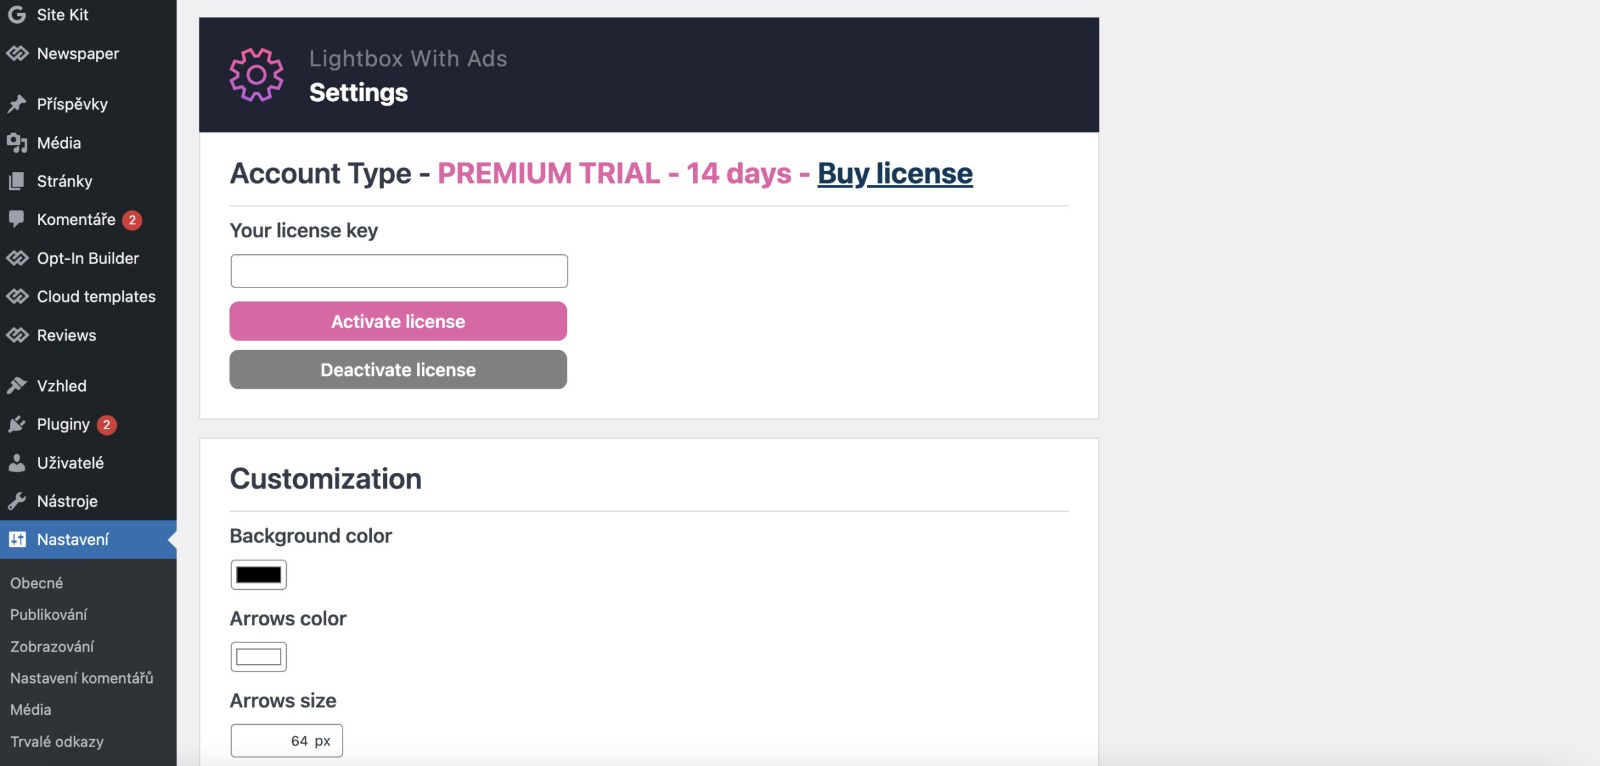 Site Kit
Newspaper
Příspěvky
Média
Stránky
Komentáře 2
Opt-In Builder
Cloud templates
Reviews
Vzhled
Pluginy 2
Uživatelé
Nástroje
Nastavení
Obecné
Publikování
Zobrazování
Nastavení komentářů
Média
Trvalé odkazy
Lightbox With Ads
Settings
Account Type - PREMIUM TRIAL - 14 days - Buy license
Your license key
Activate license
Deactivate license
Customization
Background color
Arrows color
Arrows size
64 px